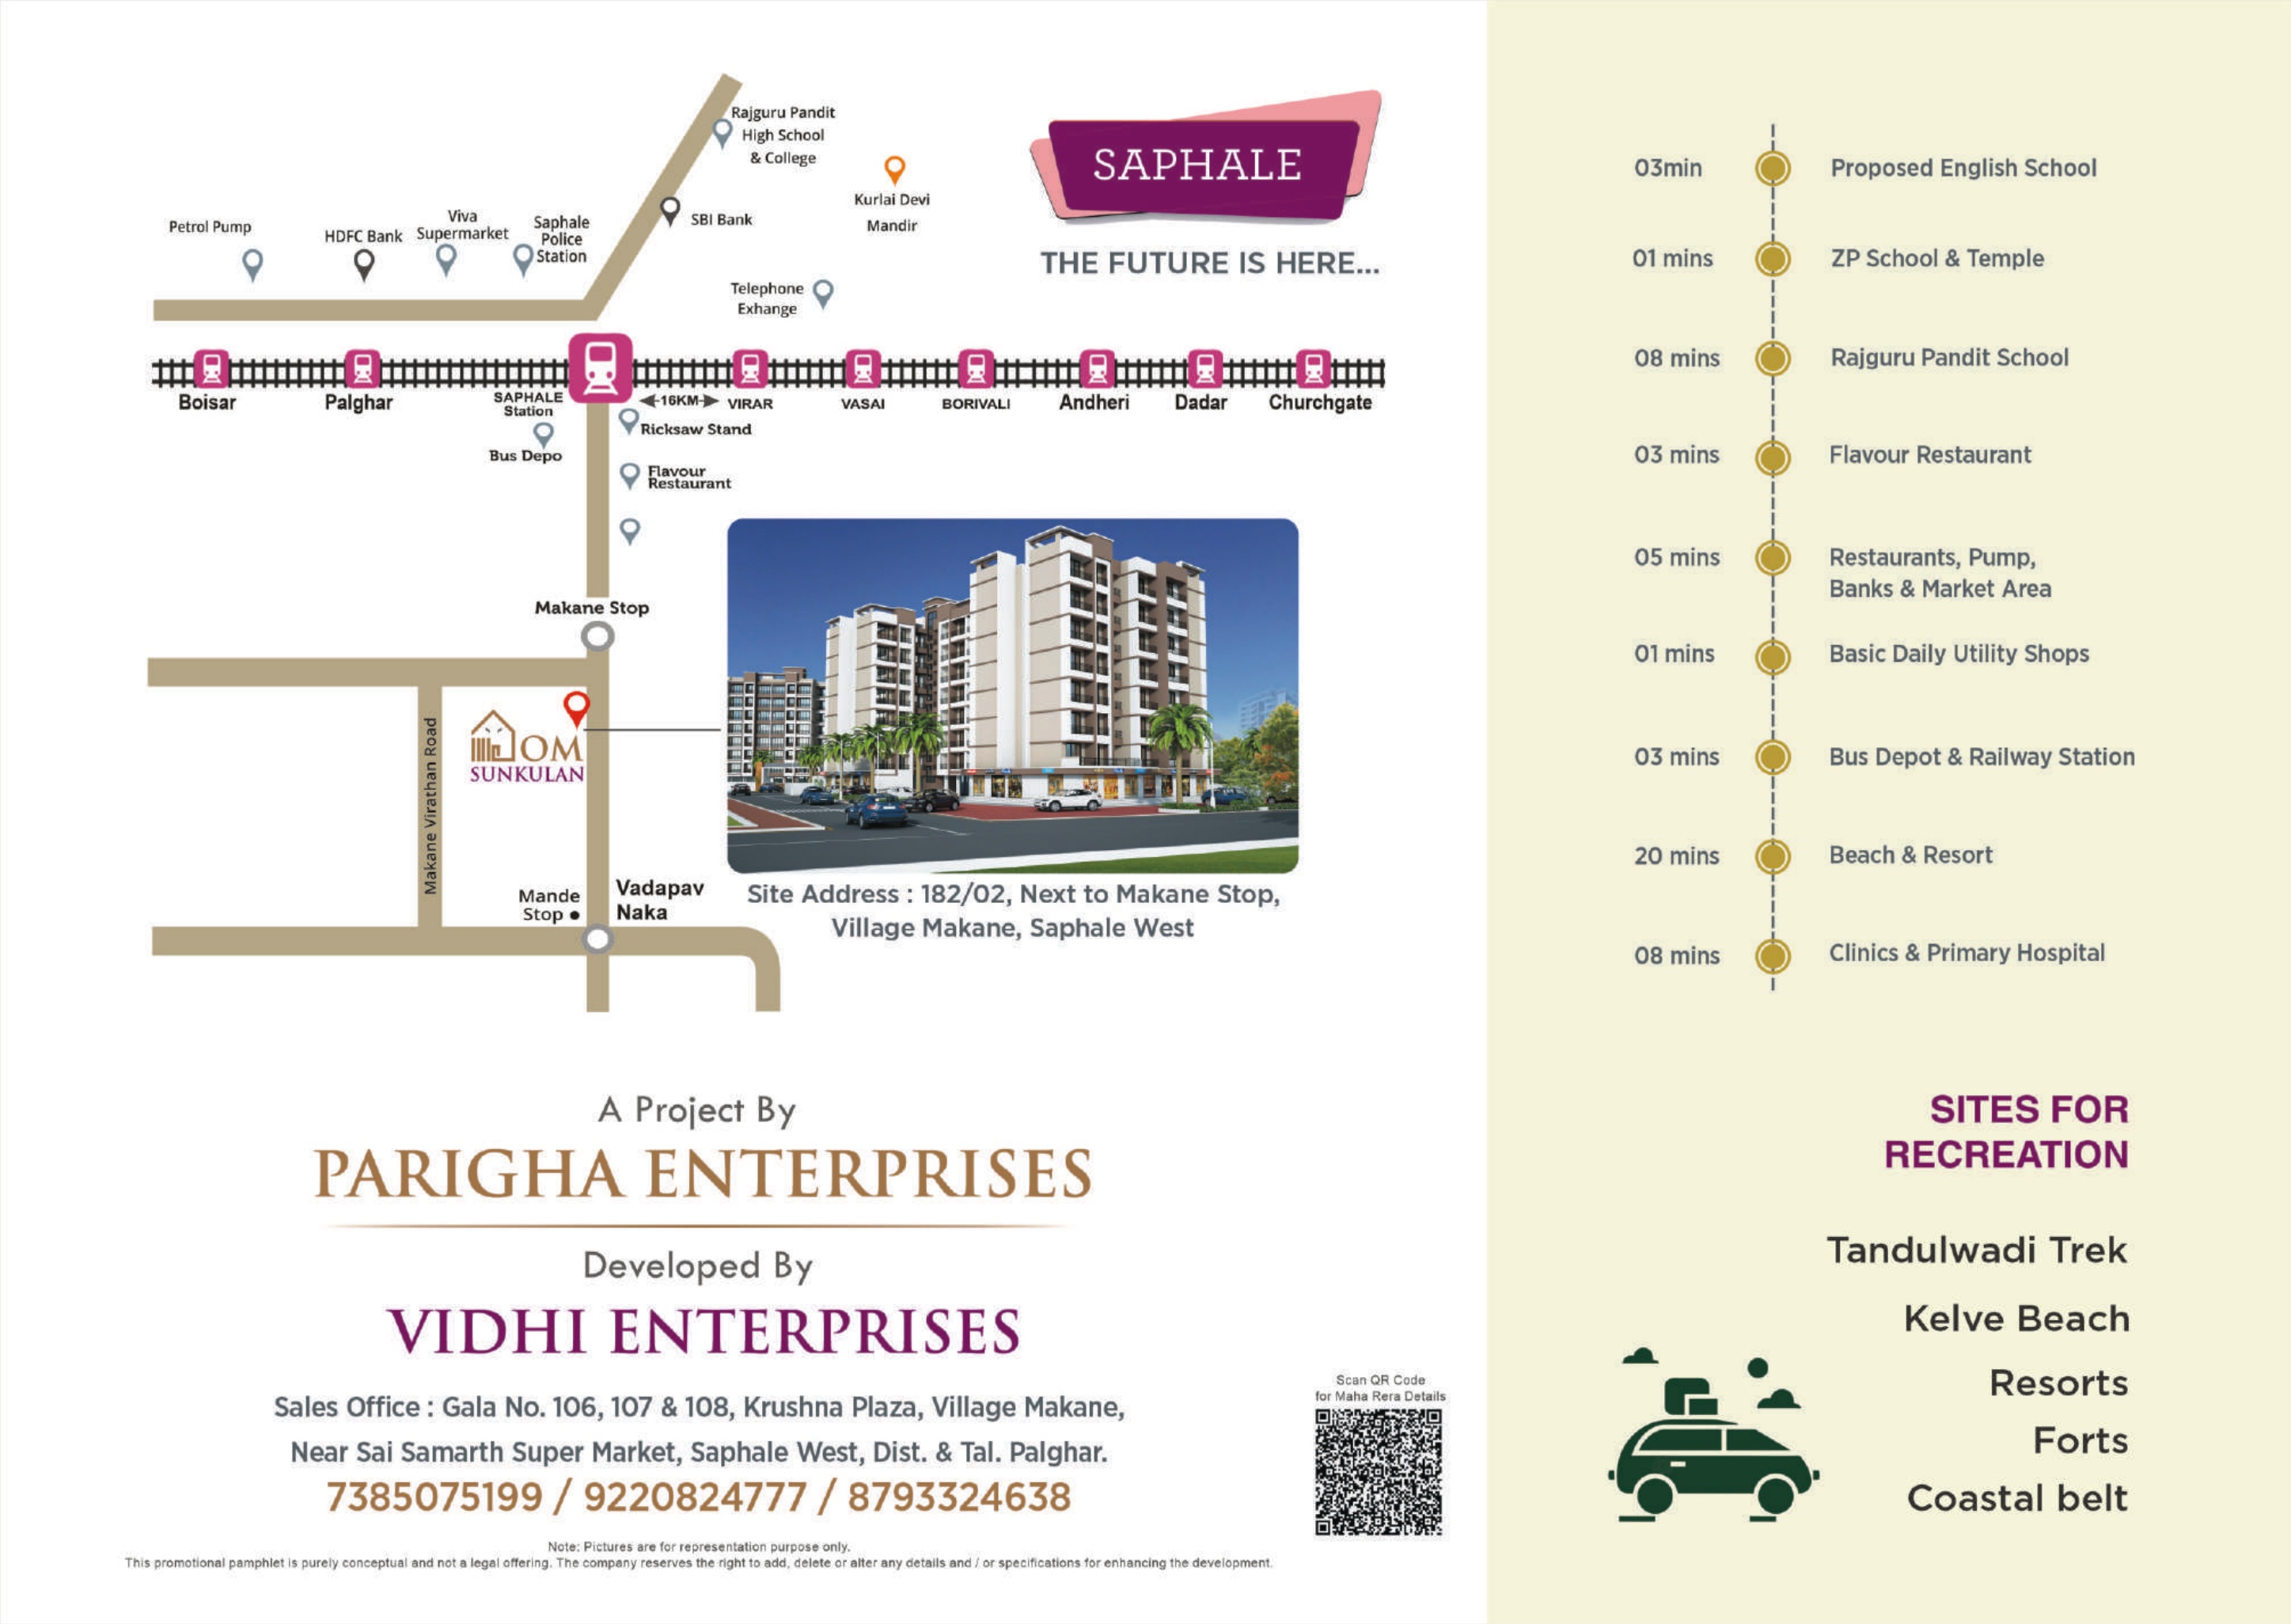 Rajguru Pandit
High School
& College
Kurlai Devi
Mandir
SBI Bank
Petrol Pump
HDFC Bank
Viva
Supermarket
Saphale
Police
Station
Telephone
Exhange
SAPHALE
THE FUTURE IS HERE...
Boisar
Palghar
SAPHALE
Station
16KM
VIRAR
VASAI
BORIVALI
Andheri
Dadar
Churchgate
Ricksaw Stand
Bus Depo
Flavour
Restaurant
Makane Stop
Makane Virathan Road
OM
SUNKULAN
Mande
Stop
Vadapav
Naka
Site Address : 182/02, Next to Makane Stop,
Village Makane, Saphale West
A Project By
PARIGHA ENTERPRISES
Developed By
VIDHI ENTERPRISES
Sales Office : Gala No. 106, 107 & 108, Krushna Plaza, Village Makane,
Near Sai Samarth Super Market, Saphale West, Dist. & Tal. Palghar.
7385075199 / 9220824777 / 8793324638
Scan QR Code
for Maha Rera Details
Note: Pictures are for representation purpose only.
This promotional pamphlet is purely conceptual and not a legal offering. The company reserves the right to add, delete or alter any details and / or specifications for enhancing the development.
03min Proposed English School
01 mins ZP School & Temple
08 mins Rajguru Pandit School
03 mins Flavour Restaurant
05 mins Restaurants, Pump,
Banks & Market Area
01 mins Basic Daily Utility Shops
03 mins Bus Depot & Railway Station
20 mins Beach & Resort
08 mins Clinics & Primary Hospital
SITES FOR
RECREATION
Tandulwadi Trek
Kelve Beach
Resorts
Forts
Coastal belt